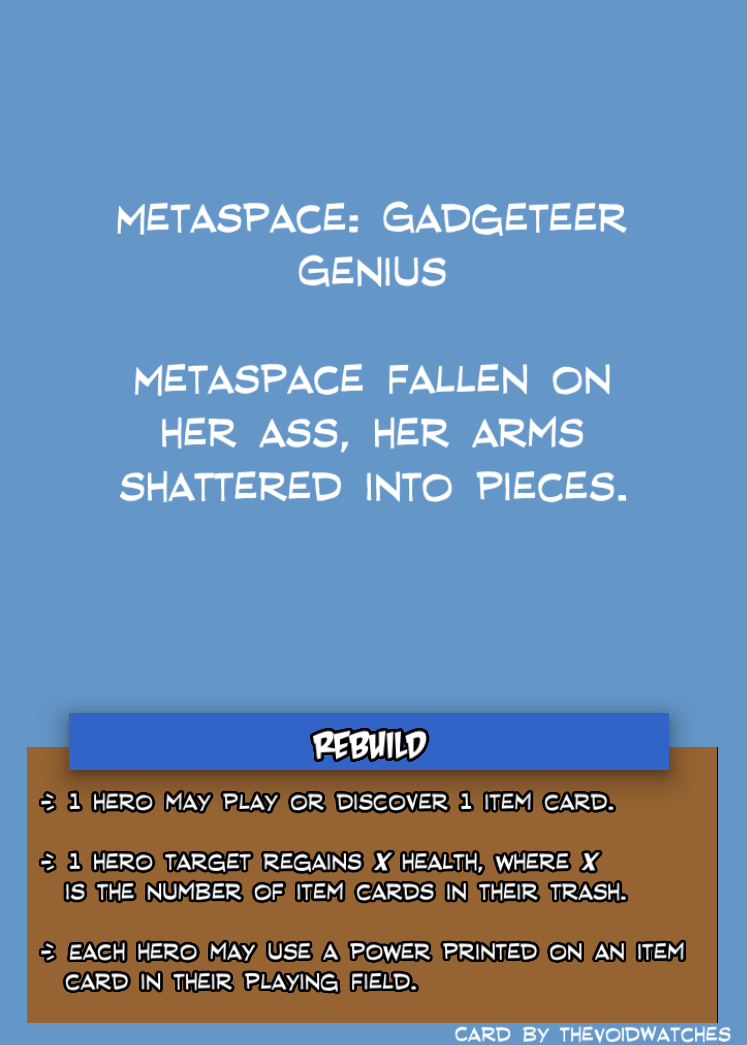 METASPACE: GADGETEER
GENIUS
METASPACE FALLEN ON
HER ASS, HER ARMS
SHATTERED INTO PIECES.
REBUILD
1 HERO MAY PLAY OR DISCOVER 1 ITEM CARD.
1 HERO TARGET REGAINS X HEALTH, WHERE X
IS THE NUMBER OF ITEM CARDS IN THEIR TRASH.
EACH HERO MAY USE A POWER PRINTED ON AN ITEM
CARD IN THEIR PLAYING FIELD.
CARD BY THEVOIDWATCHES